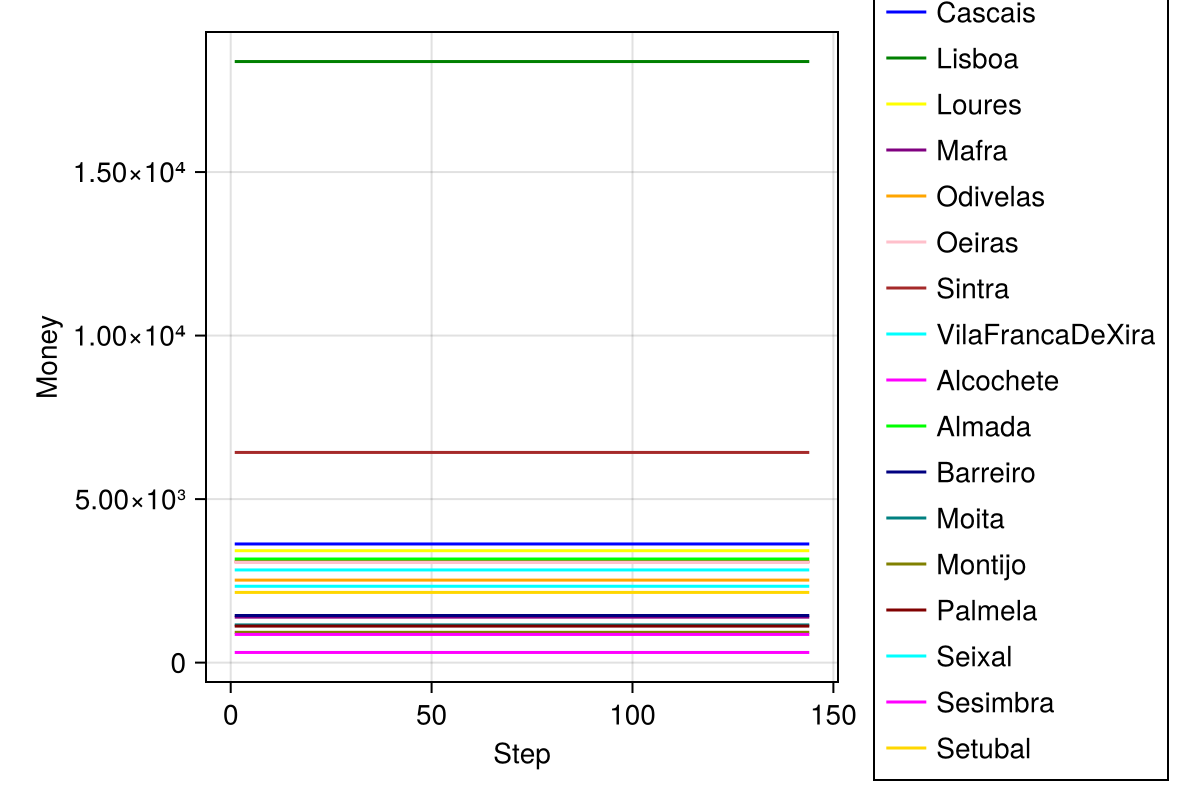 1.50×10⁴
1.00×10⁴
5.00×10³
0
Money
0
50
100
150
Step
Cascais
Lisboa
Loures
Mafra
Odivelas
Oeiras
Sintra
VilaFrancaDeXira
Alcochete
Almada
Barreiro
Moita
Montijo
Palmela
Seixal
Sesimbra
Setubal